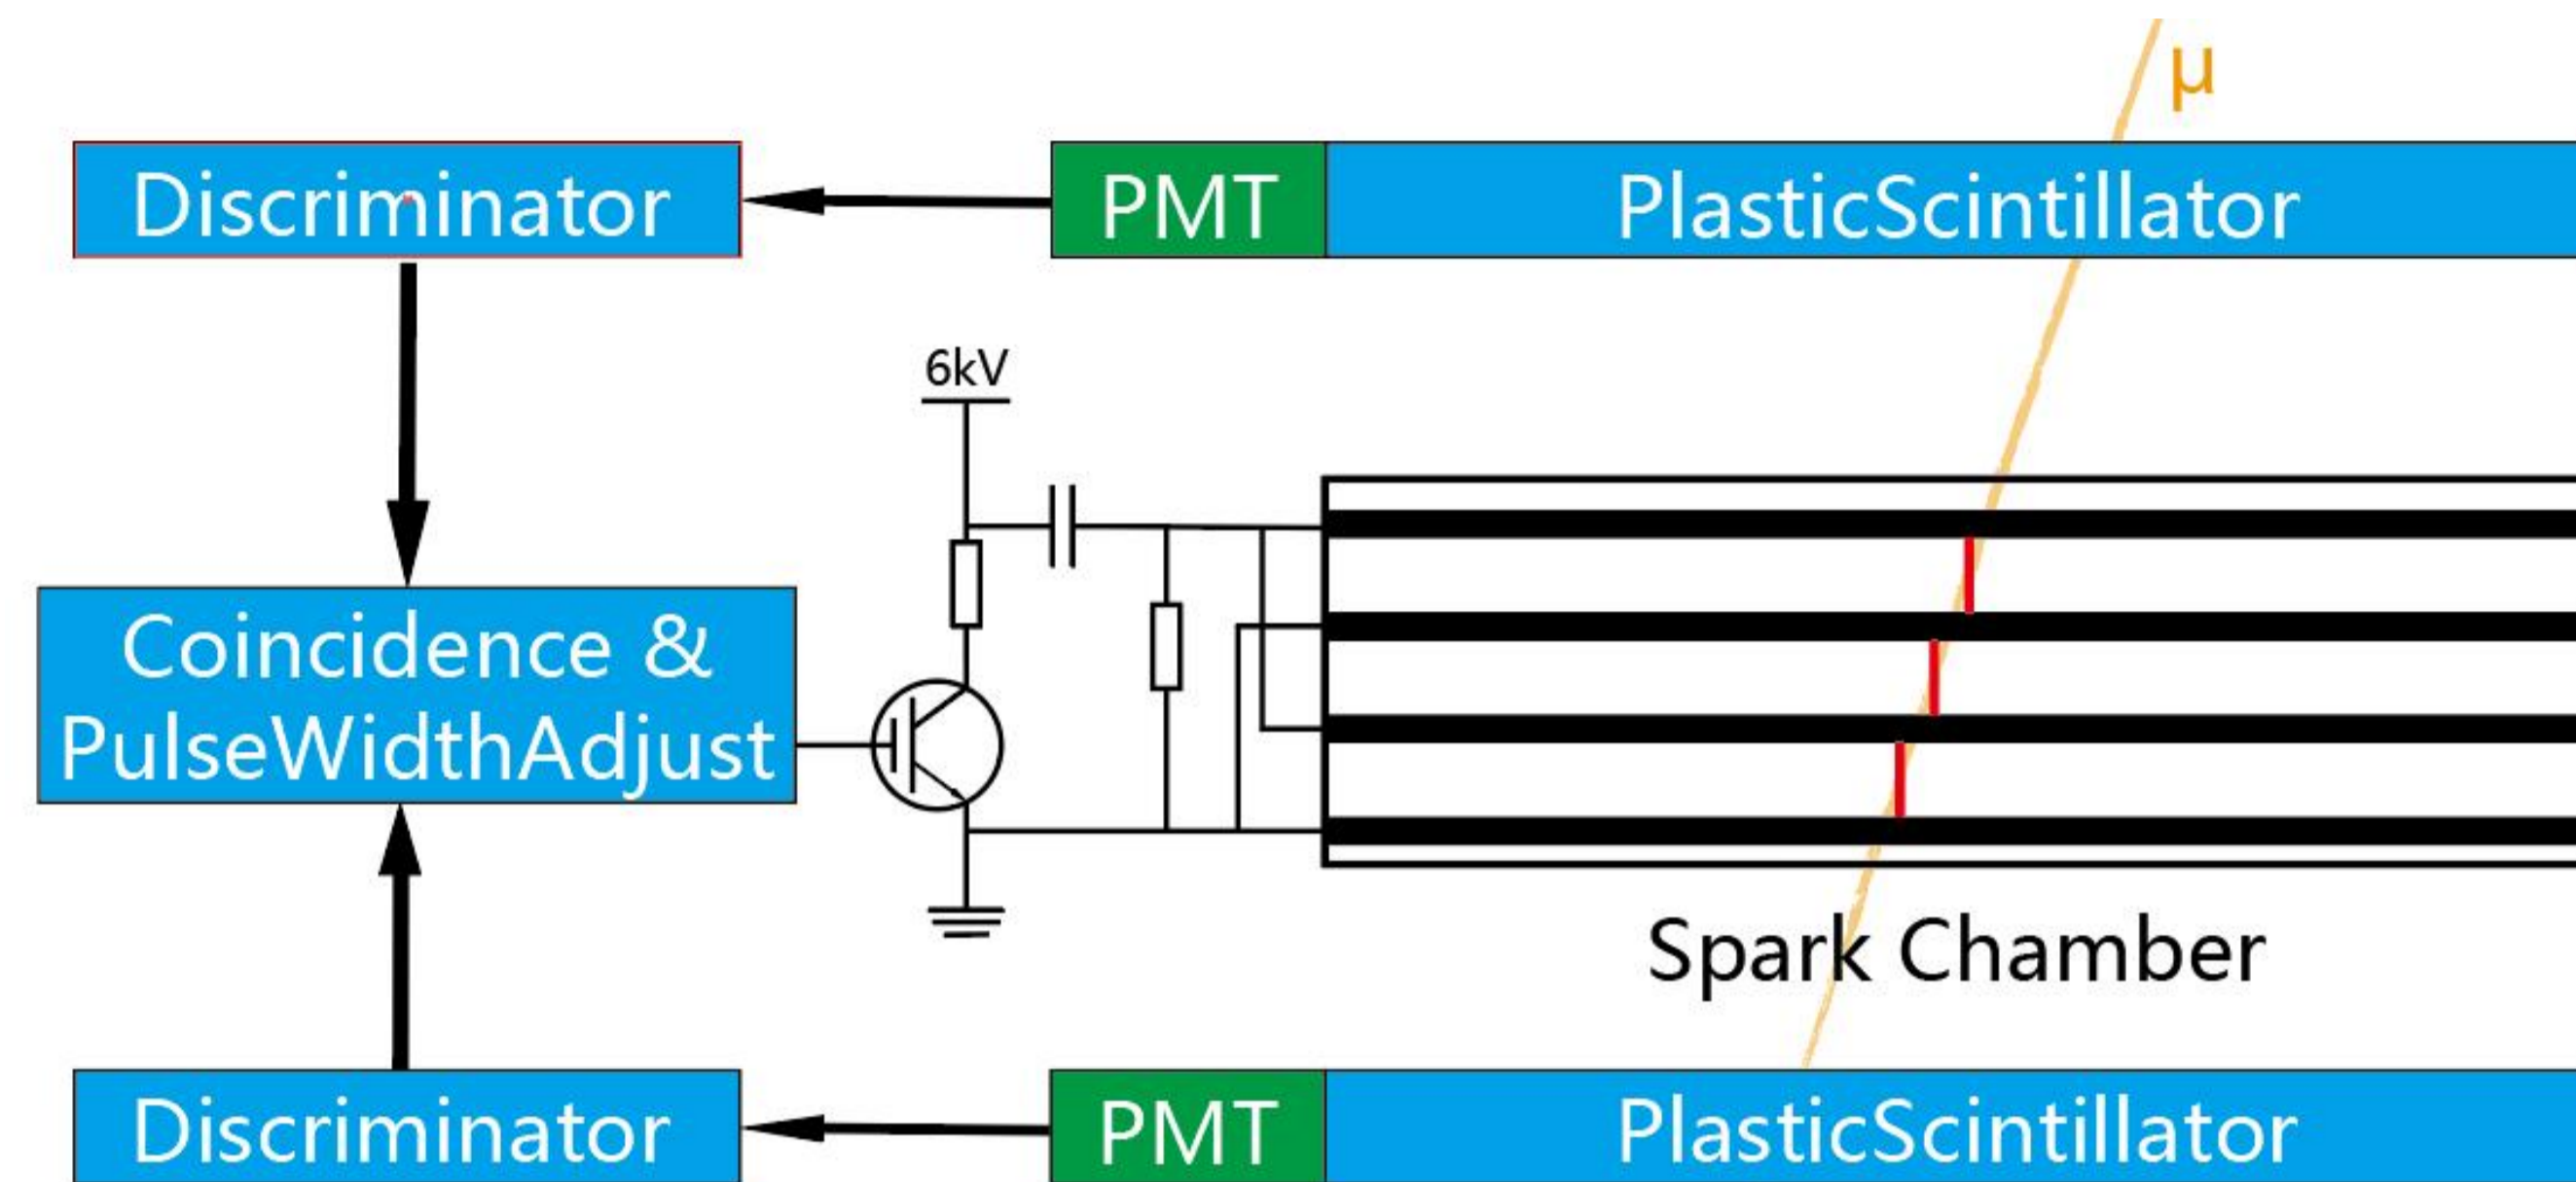 μ
Discriminator
PMT
PlasticScintillator
6kV
Coincidence &
PulseWidthAdjust
Spark Chamber
Discriminator
PMT
PlasticScintillator